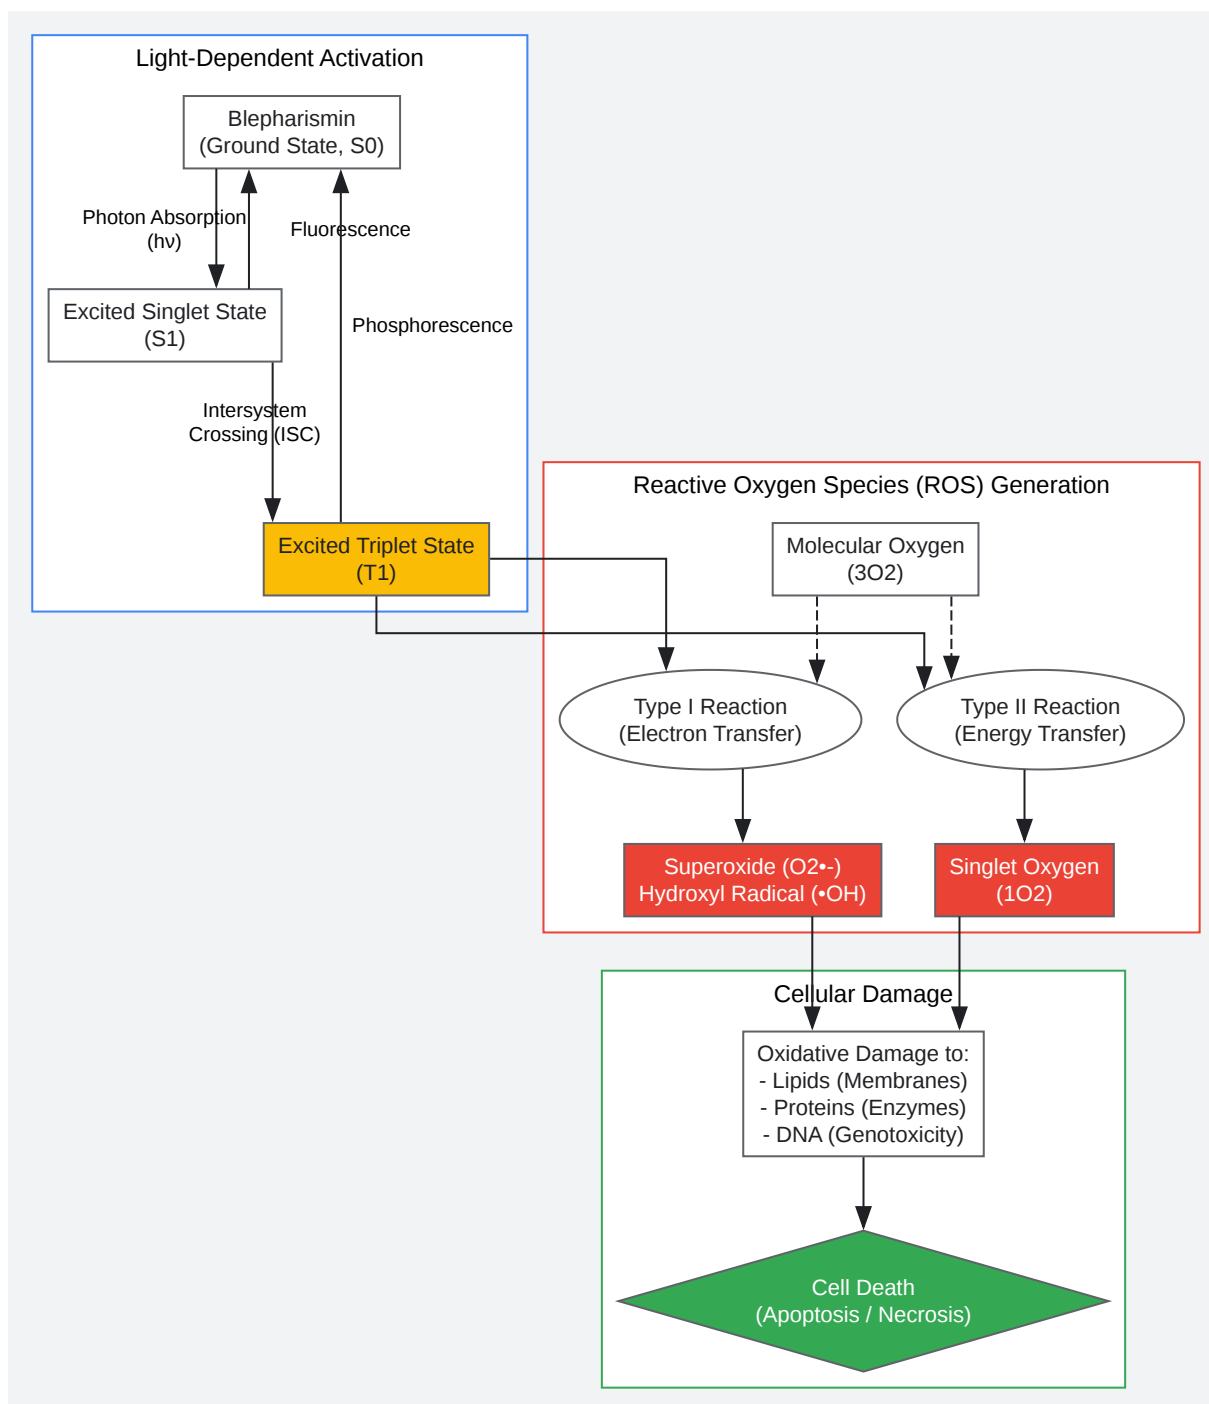 Light-Dependent Activation
Blepharismin
(Ground State, S0)
Photon Absorption
(hν)
Fluorescence
Excited Singlet State
(S1)
Phosphorescence
Intersystem
Crossing (ISC)
Excited Triplet State
(T1)
Reactive Oxygen Species (ROS) Generation
Molecular Oxygen
(3O2)
Type I Reaction
(Electron Transfer)
Type II Reaction
(Energy Transfer)
Superoxide (O2•-)
Hydroxyl Radical (•OH)
Singlet Oxygen
(1O2)
Cellular Damage
Oxidative Damage to:
- Lipids (Membranes)
- Proteins (Enzymes)
- DNA (Genotoxicity)
Cell Death
(Apoptosis / Necrosis)